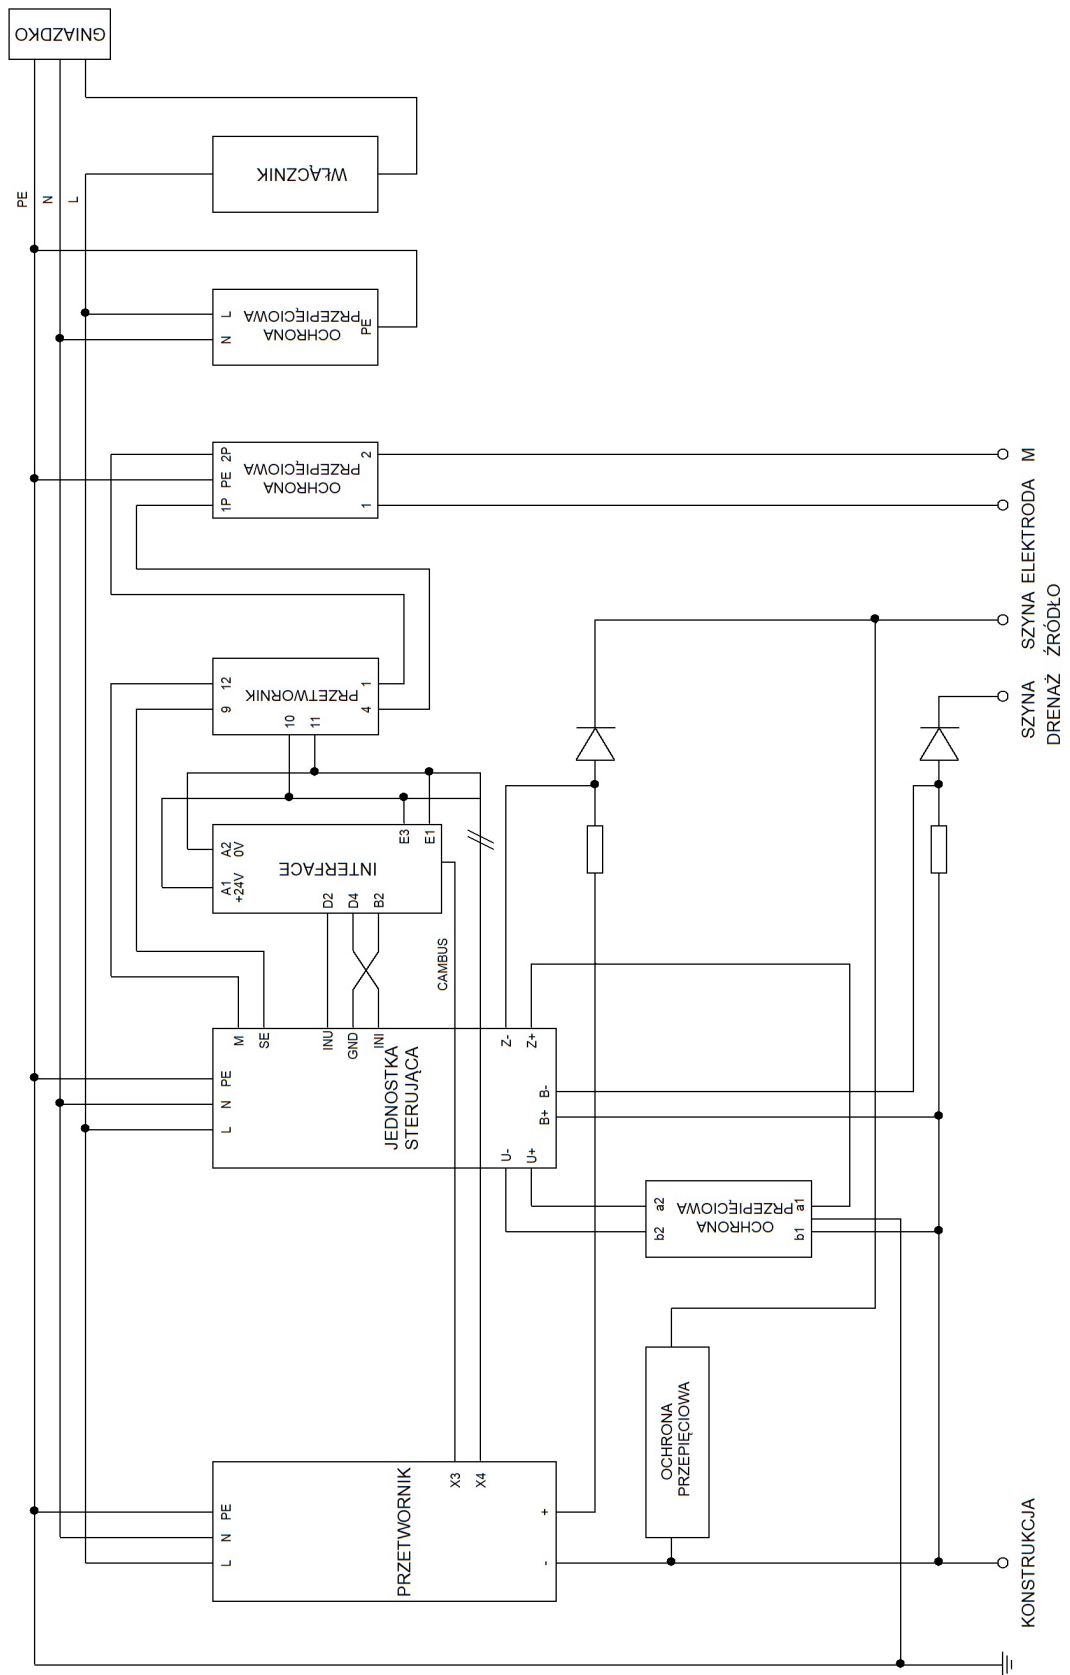 GNIAZDKO
PE
N
L
WŁĄCZNIK
L
N
OCHRONA
PRZEPIĘCIOWA
PE
2P
PE
1P
OCHRONA
PRZEPIĘCIOWA
2
1
M
ELEKTRODA
SZYNA
ŹRÓDŁO
SZYNA
DRENAŻ
12
9
PRZETWORNIK
10
11
1
4
A2
0V
A1
+24V
INTERFACE
E3
E1
D2
D4
B2
CAMBUS
M
SE
INU
GND
INI
Z-
Z+
PE
N
L
JEDNOSTKA
STERUJĄCA
B-
B+
U-
U+
a2
b2
OCHRONA
PRZEPIĘCIOWA
a1
b1
OCHRONA
PRZEPIĘCIOWA
PE
N
L
PRZETWORNIK
X3
X4
+
-
KONSTRUKCJA